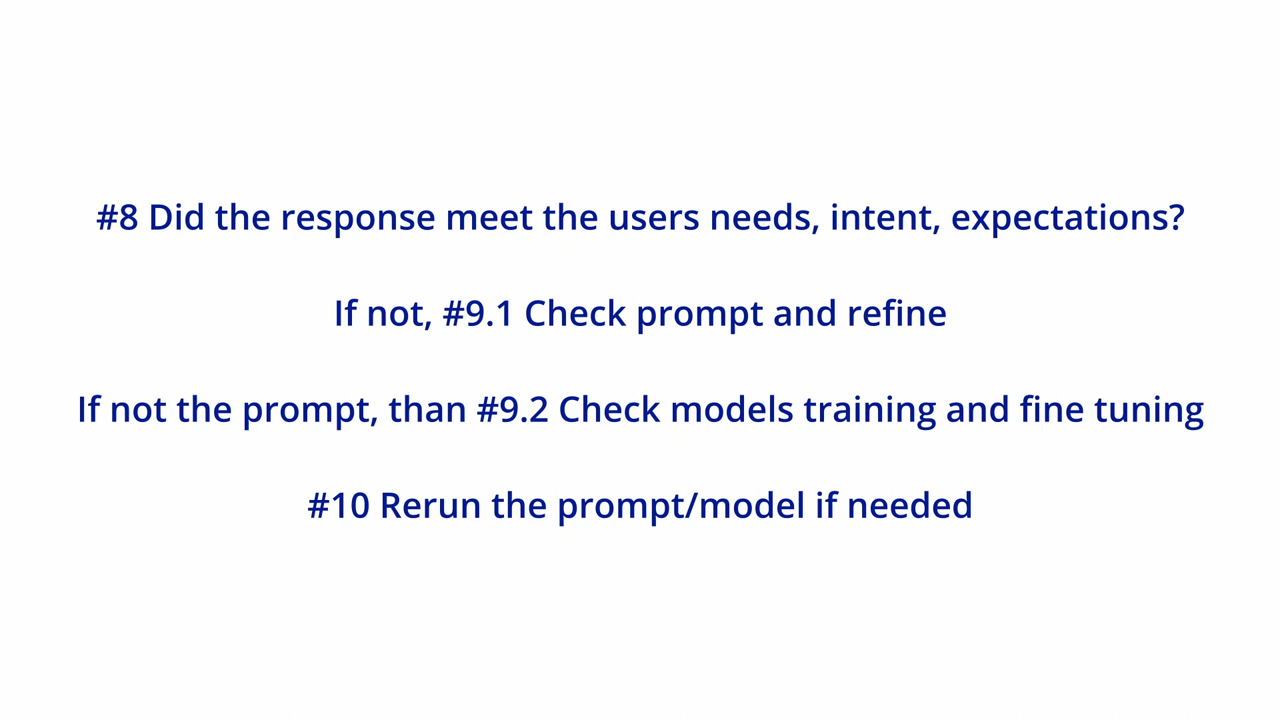 #8 Did the response meet the users needs, intent, expectations?
If not, #9.1 Check prompt and refine
If not the prompt, than #9.2 Check models training and fine tuning
#10 Rerun the prompt/model if needed